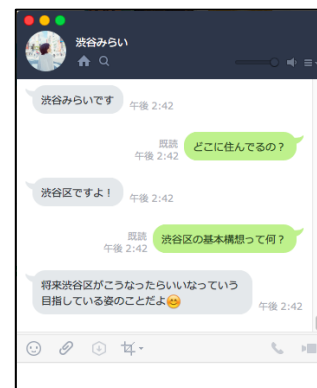 渋谷みらい
渋谷みらいです
午後 2:42
既読
午後 2:42
どこに住んでるの？
渋谷区ですよ！
午後 2:42
既読
午後 2:42
渋谷区の基本構想って何？
将来渋谷区がこうなったらいいなっていう
目指している姿のことだよ😊
午後 2:42